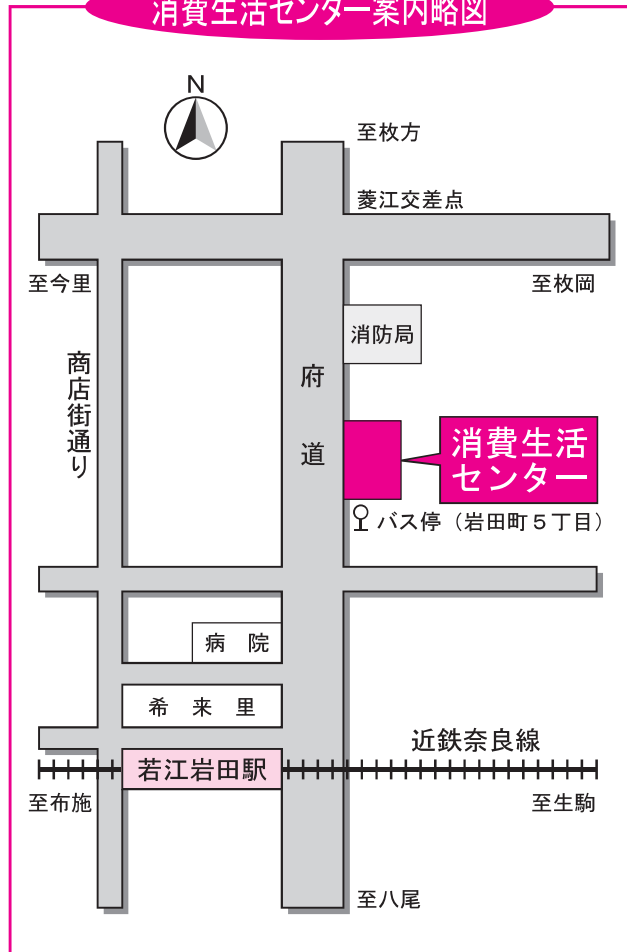 消費生活センター案内略図
N
至枚方
菱江交差点
至今里
至枚岡
消防局
商店街通り
府道
消費生活
センター
バス停（岩田町５丁目）
病院
希来里
近鉄奈良線
若江岩田駅
至布施
至生駒
至八尾